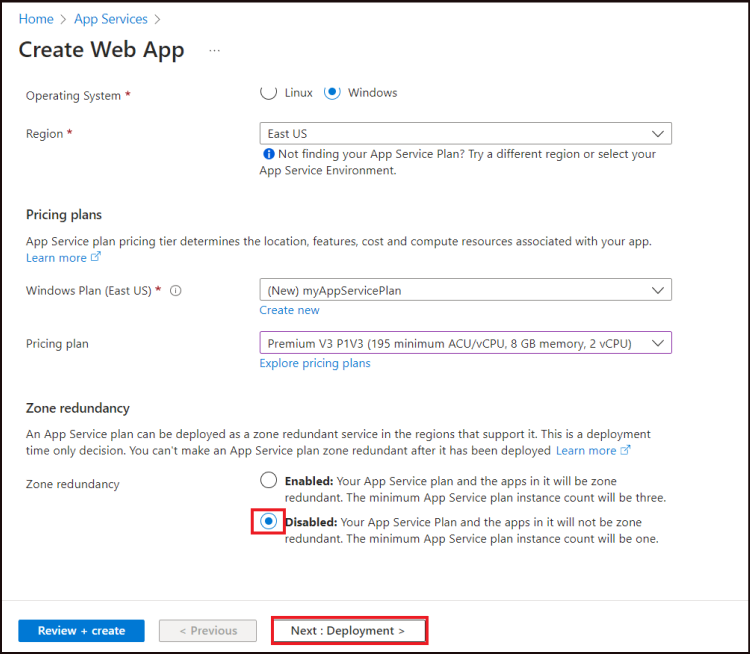 Home > App Services >
Create Web App ...
Operating System * Linux Windows
Region * East US
Not finding your App Service Plan? Try a different region or select your
App Service Environment.
Pricing plans
App Service plan pricing tier determines the location, features, cost and compute resources associated with your app.
Learn more
Windows Plan (East US) * (New) myAppServicePlan
Create new
Pricing plan Premium V3 P1V3 (195 minimum ACU/vCPU, 8 GB memory, 2 vCPU)
Explore pricing plans
Zone redundancy
An App Service plan can be deployed as a zone redundant service in the regions that support it. This is a deployment
time only decision. You can't make an App Service plan zone redundant after it has been deployed Learn more
Zone redundancy Enabled: Your App Service plan and the apps in it will be zone
redundant. The minimum App Service plan instance count will be three.
Disabled: Your App Service Plan and the apps in it will not be zone
redundant. The minimum App Service plan instance count will be one.
Review + create < Previous Next : Deployment >